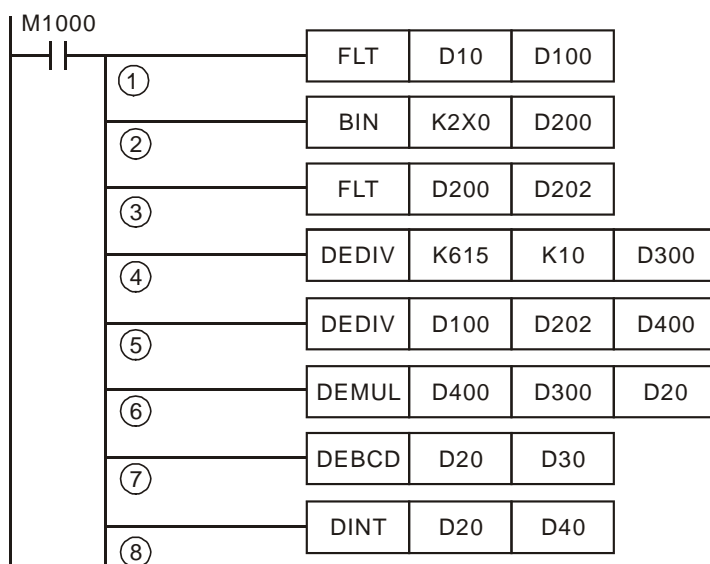 M1000
FLT D10 D100
1
BIN K2X0 D200
2
FLT D200 D202
3
DEDIV K615 K10 D300
4
DEDIV D100 D202 D400
5
DEMUL D400 D300 D20
6
DEBCD D20 D30
7
DINT D20 D40
8